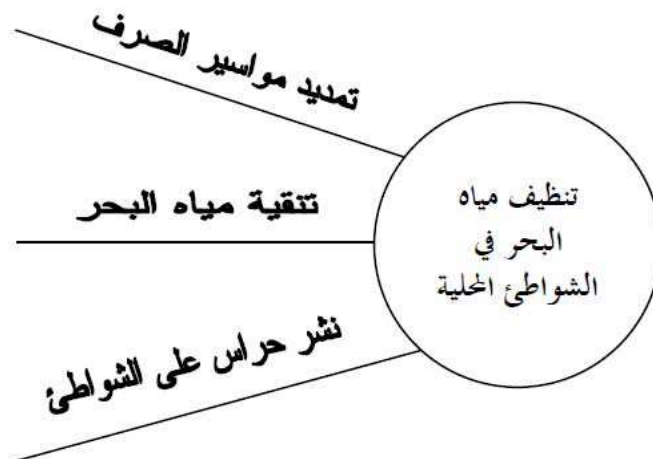 تمديد مواسير الصرف
تنقية مياه البحر
نشر حراس على الشواطئ
تنظيف مياه
البحر في
الشواطئ المحلية